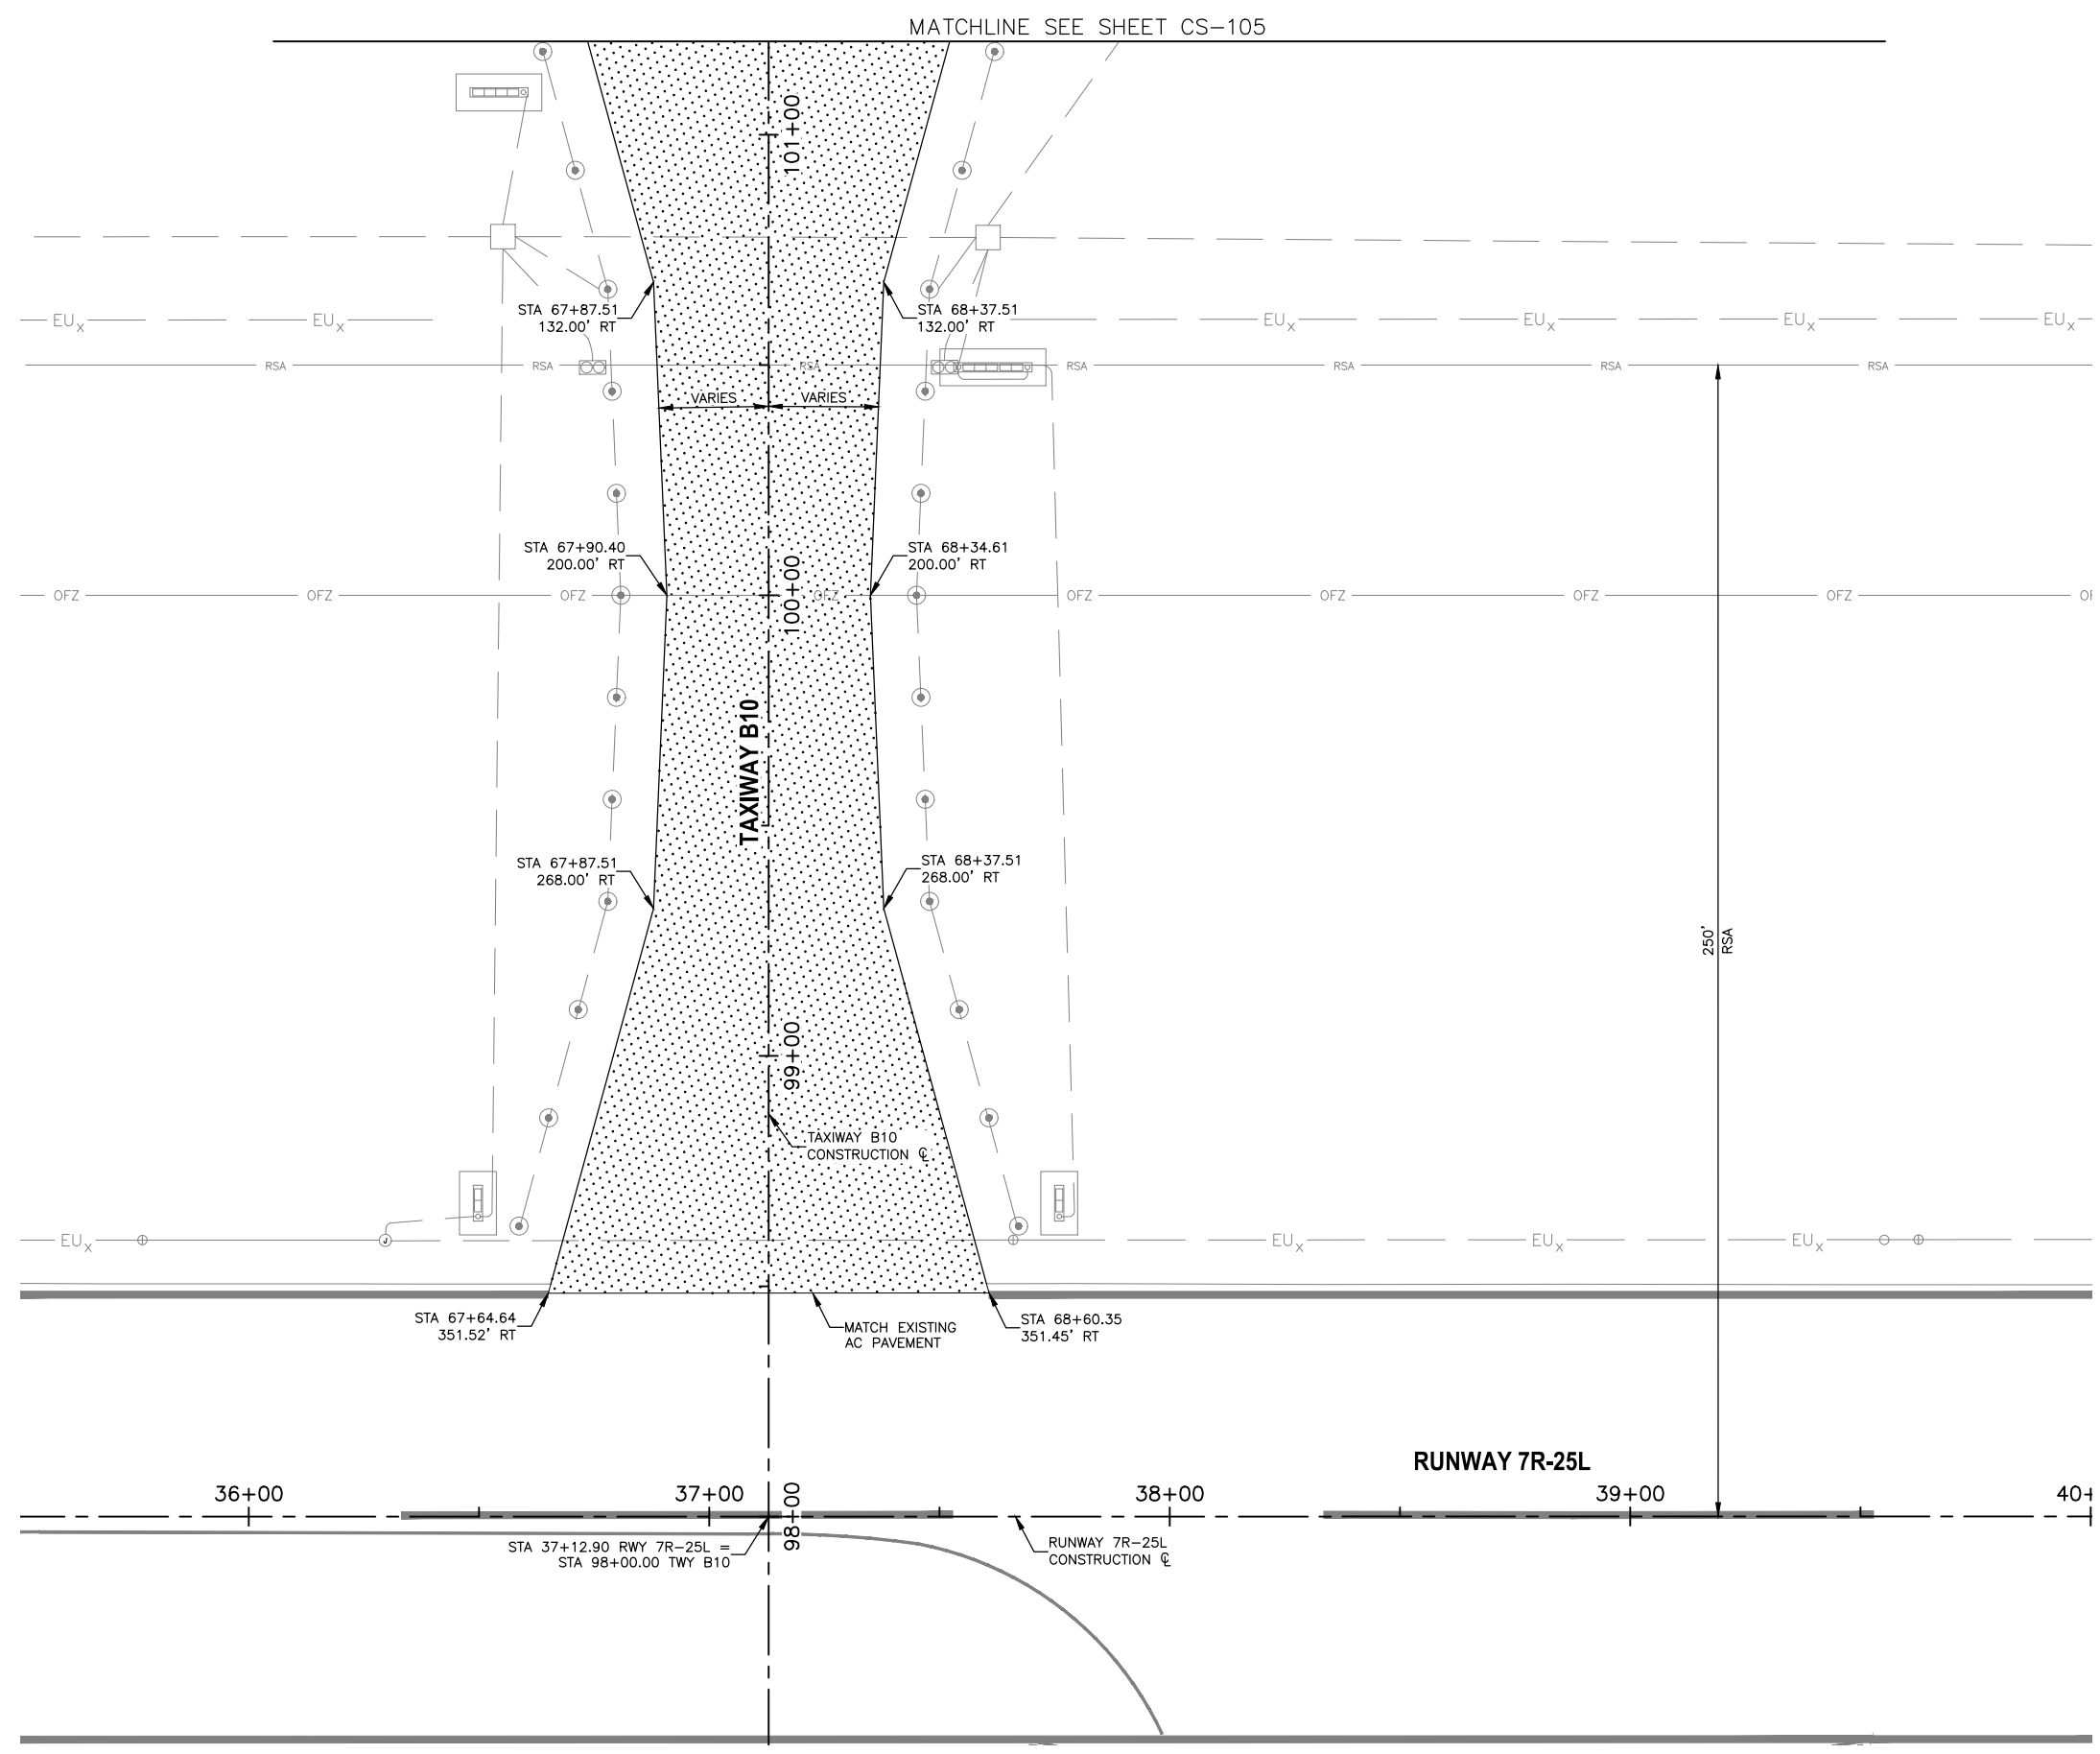 MATCHLINE SEE SHEET CS-105
101+00
STA 67+87.51
132.00' RT
STA 68+37.51
132.00' RT
EUx
EUx
EUx
EUx
EUx
EUx
RSA
RSA
RSA
RSA
RSA
RSA
RSA
VARIES
VARIES
STA 67+90.40
200.00' RT
STA 68+34.61
200.00' RT
OFZ
OFZ
OFZ
OFZ
OFZ
OFZ
OFZ
OFZ
100+00
TAXIWAY B10
STA 67+87.51
268.00' RT
STA 68+37.51
268.00' RT
250'
RSA
99+00
TAXIWAY B10
CONSTRUCTION ℄
EUx
J
EUx
EUx
EUx
STA 67+64.64
351.52' RT
MATCH EXISTING
AC PAVEMENT
STA 68+60.35
351.45' RT
RUNWAY 7R-25L
36+00
37+00
98+00
38+00
39+00
STA 37+12.90 RWY 7R-25L =
STA 98+00.00 TWY B10
RUNWAY 7R-25L
CONSTRUCTION ℄